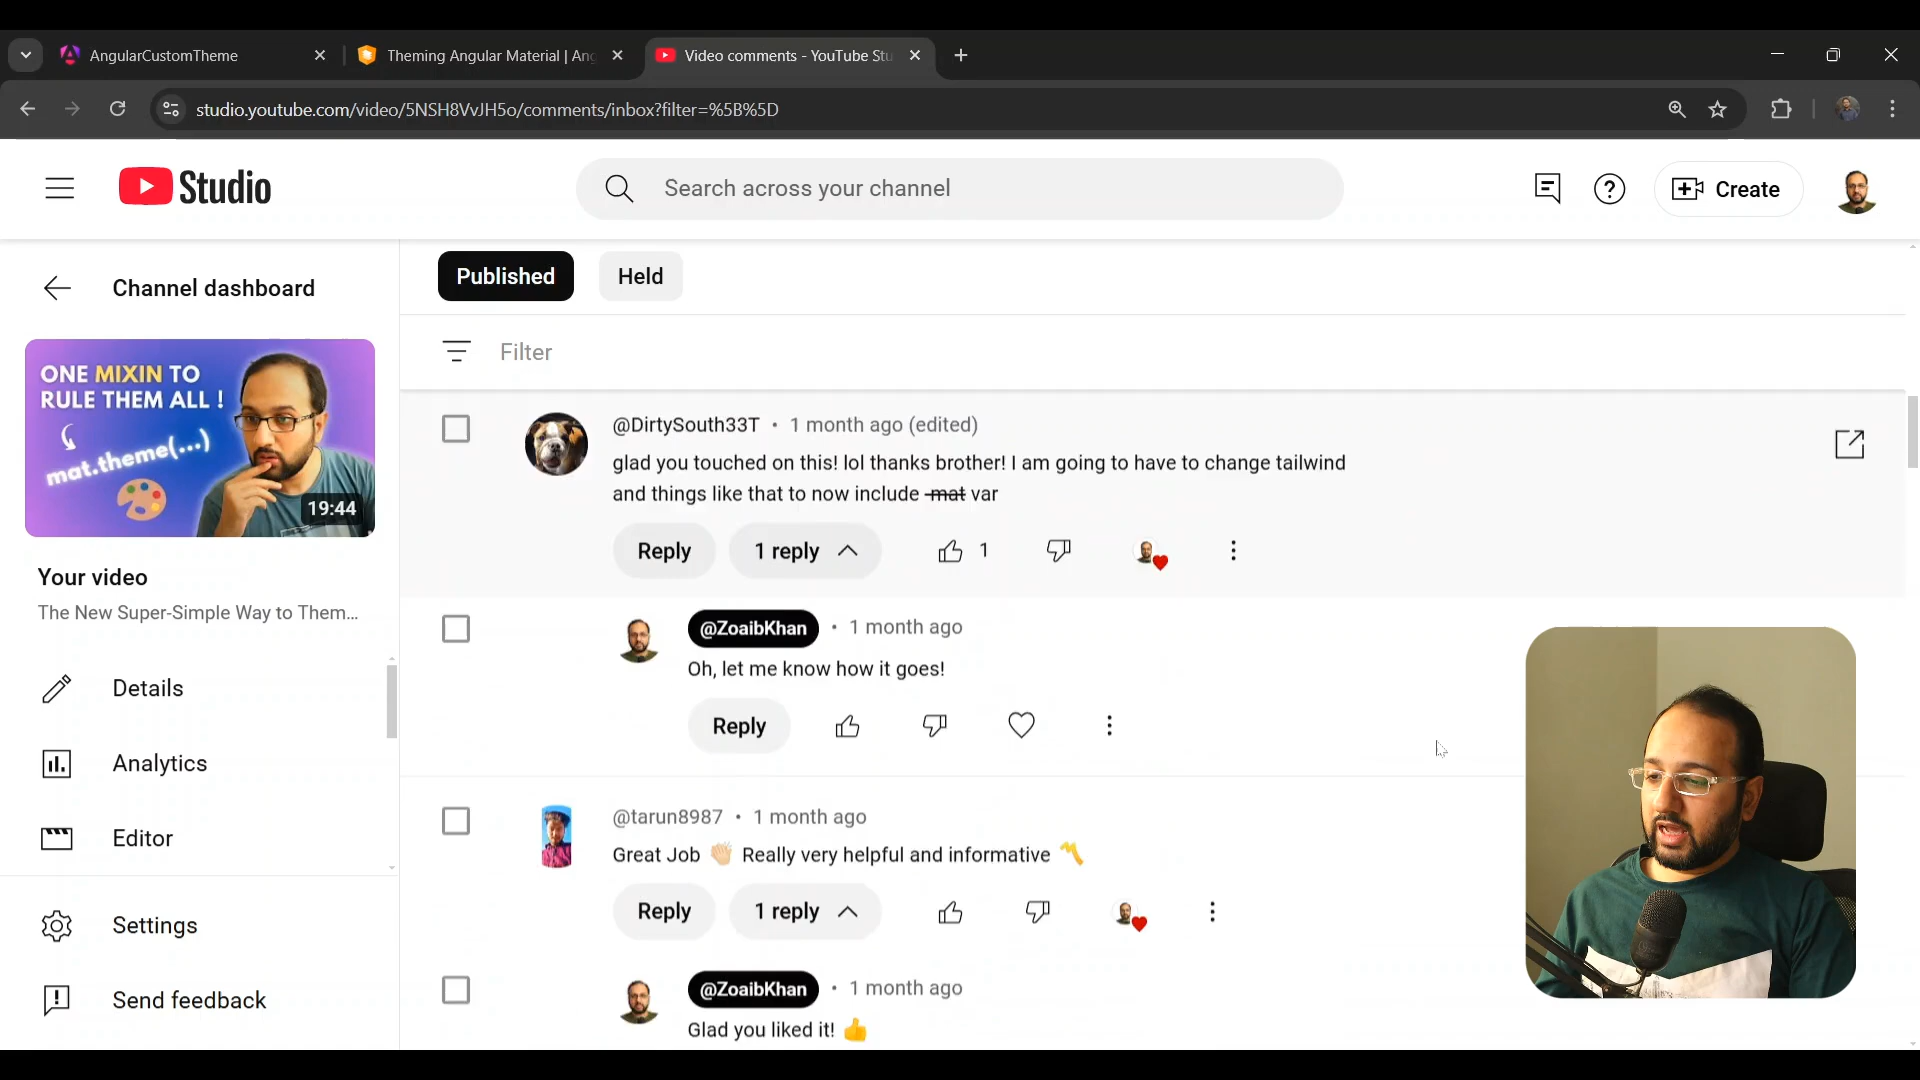 AngularCustomTheme
Theming Angular Material | Ang
Video comments - YouTube Stu
studio.youtube.com/video/5NSH8VvJH5o/comments/inbox?filter=%5B%5D
Studio
Search across your channel
Create
Channel dashboard
ONE MIXIN TO
RULE THEM ALL !
mat.theme(...)
19:44
Your video
The New Super-Simple Way to Them...
Details
Analytics
Editor
Settings
Send feedback
Published
Held
Filter
@DirtySouth33T • 1 month ago (edited)
glad you touched on this! lol thanks brother! I am going to have to change tailwind
and things like that to now include -mat var
Reply
1 reply
1
@ZoaibKhan • 1 month ago
Oh, let me know how it goes!
Reply
@tarun8987 • 1 month ago
Great Job 👏🏻 Really very helpful and informative 〽️
Reply
1 reply
@ZoaibKhan • 1 month ago
Glad you liked it! 👍